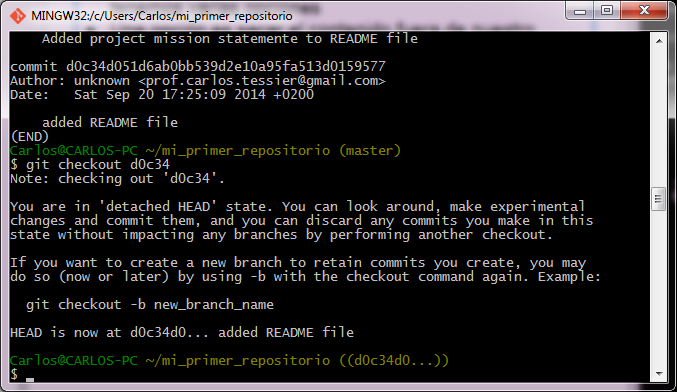 MINGW32:/c/Users/Carlos/mi_primer_repositorio
Added project mission statemente to README file
commit d0c34d051d6ab0bb539d2e10a95fa513d0159577
Author: unknown <prof.carlos.tessier@gmail.com>
Date:   Sat Sep 20 17:25:09 2014 +0200
added README file
(END)
Carlos@CARLOS-PC ~/mi_primer_repositorio (master)
$ git checkout d0c34
Note: checking out 'd0c34'.
You are in 'detached HEAD' state. You can look around, make experimental
changes and commit them, and you can discard any commits you make in this
state without impacting any branches by performing another checkout.
If you want to create a new branch to retain commits you create, you may
do so (now or later) by using -b with the checkout command again. Example:
git checkout -b new_branch_name
HEAD is now at d0c34d0... added README file
Carlos@CARLOS-PC ~/mi_primer_repositorio ((d0c34d0...))
$